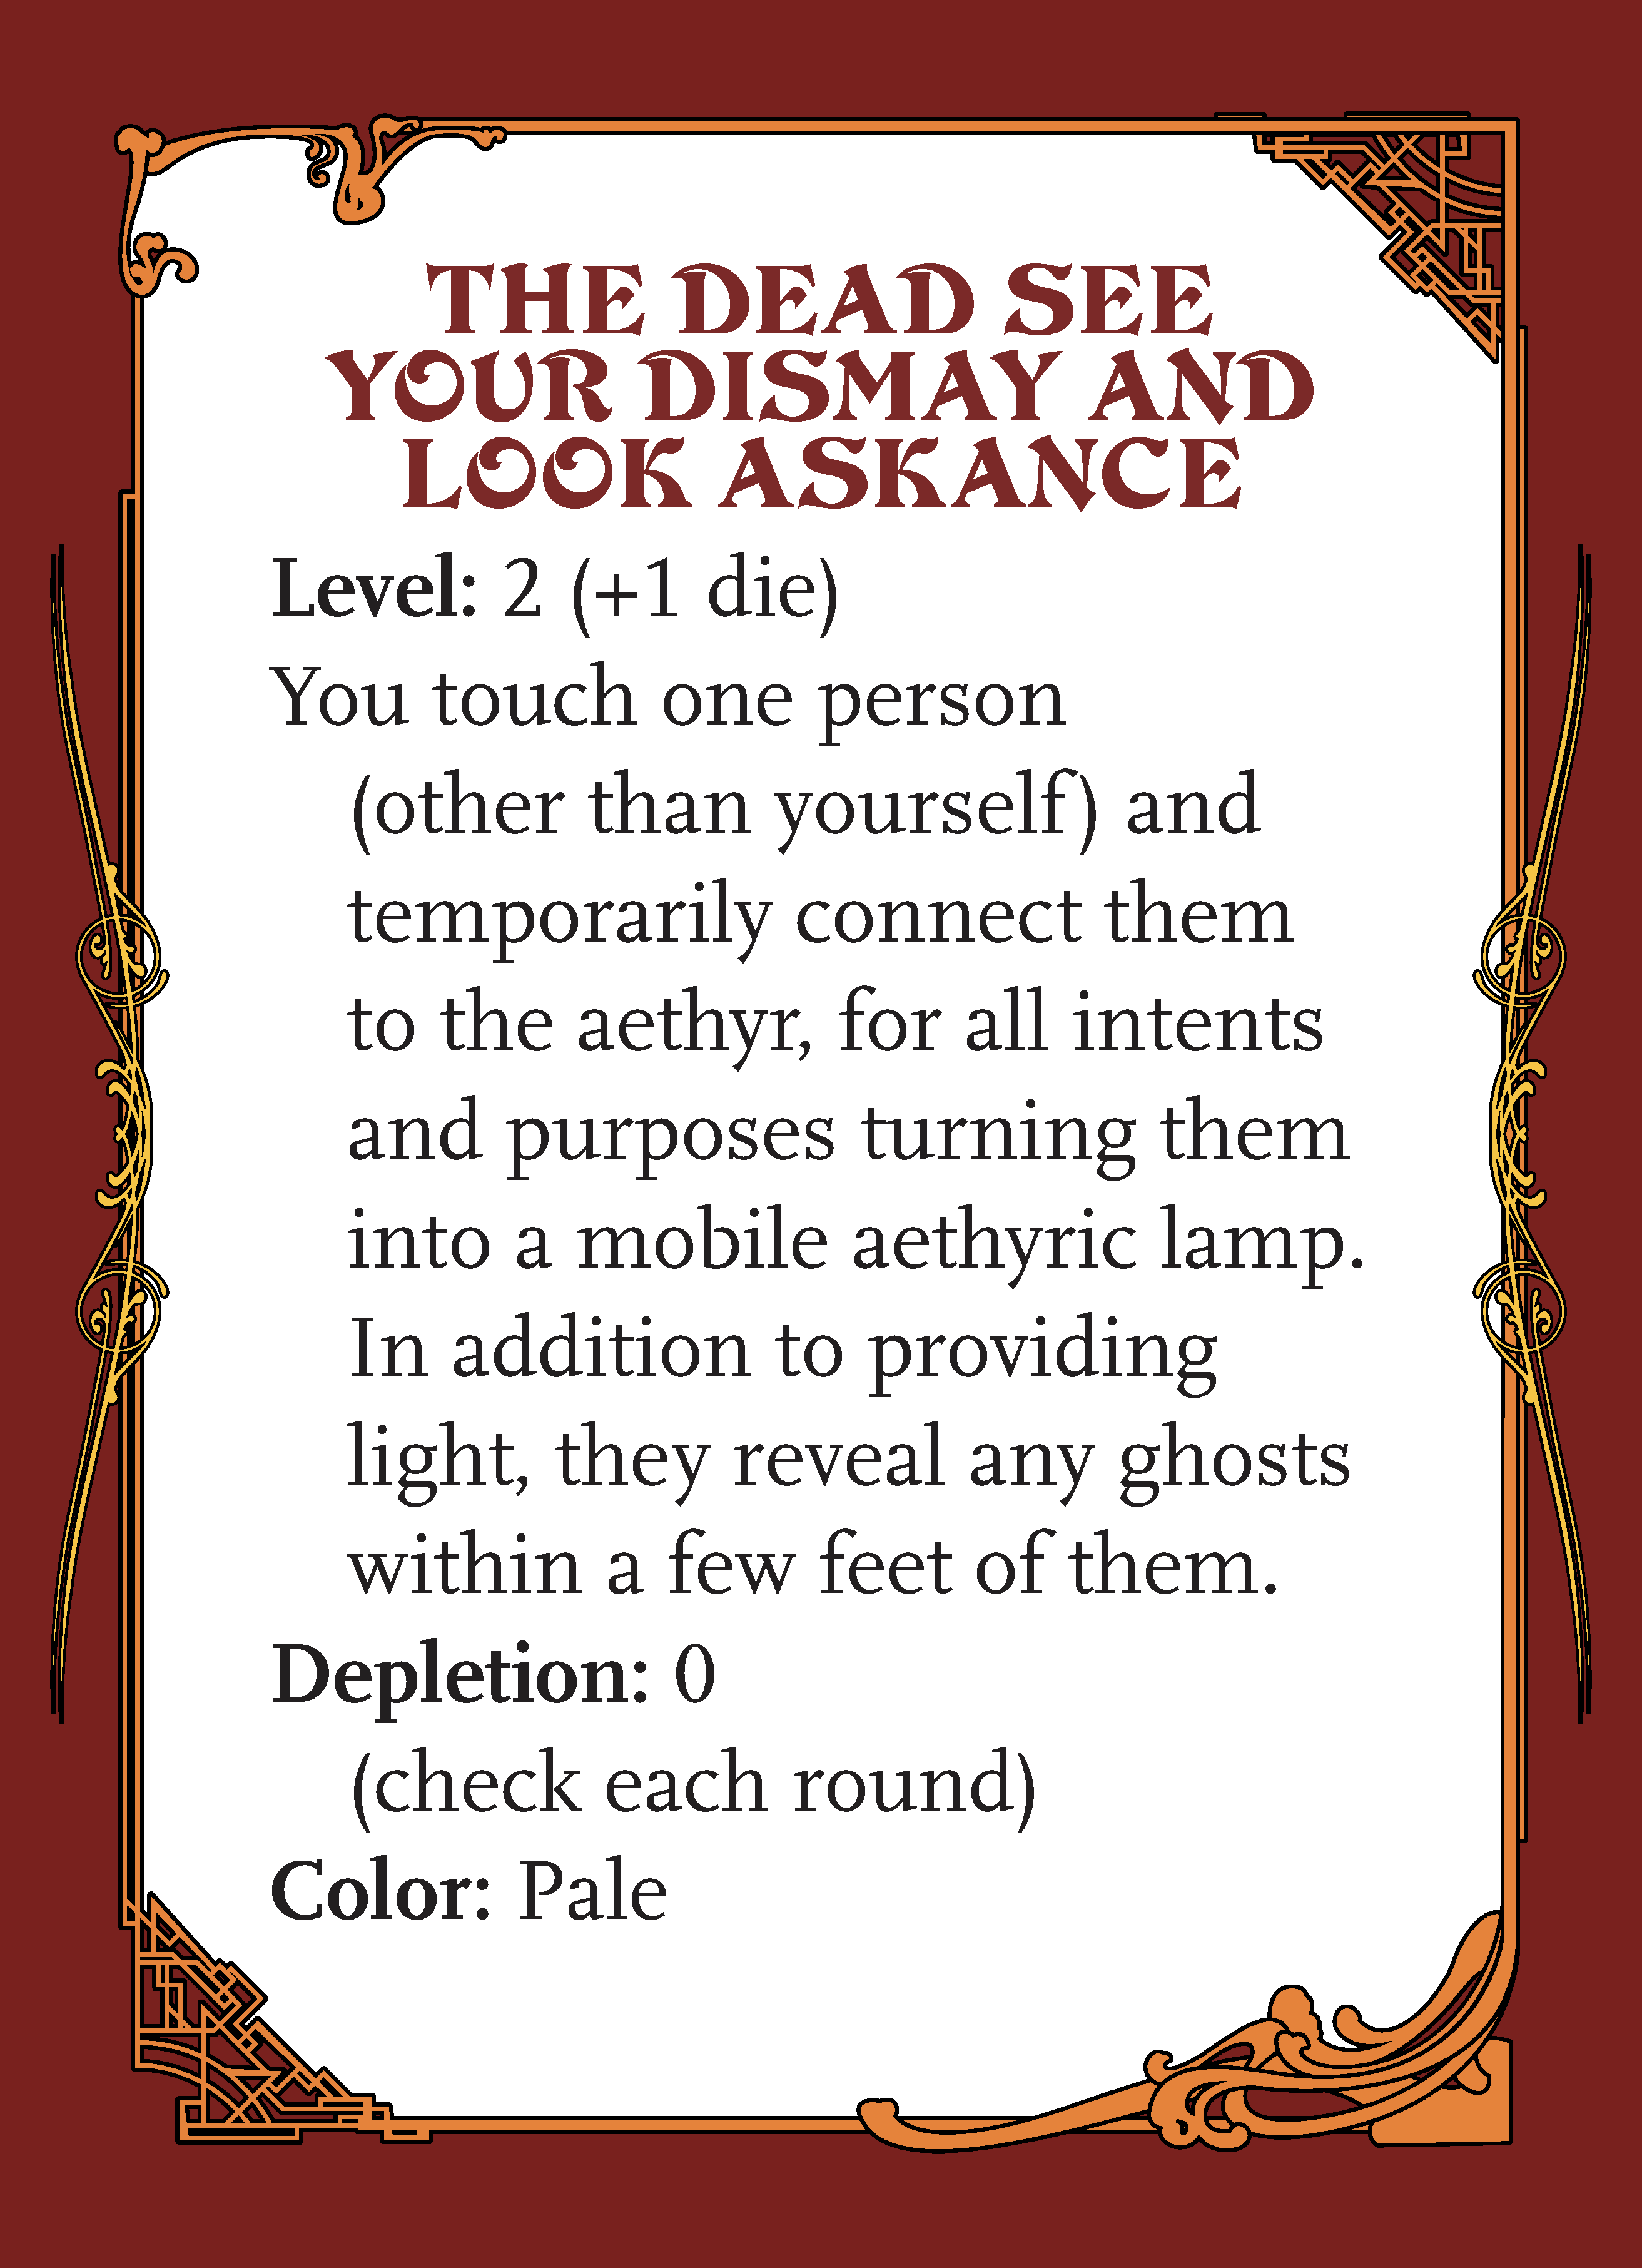 THE DEAD SEE
YOUR DISMAY AND
LOOK ASKANCE
Level: 2 (+1 die)
You touch one person
(other than yourself) and
temporarily connect them
to the aethyr, for all intents
and purposes turning them
into a mobile aethyric lamp.
In addition to providing
light, they reveal any ghosts
within a few feet of them.
Depletion: 0
(check each round)
Color: Pale